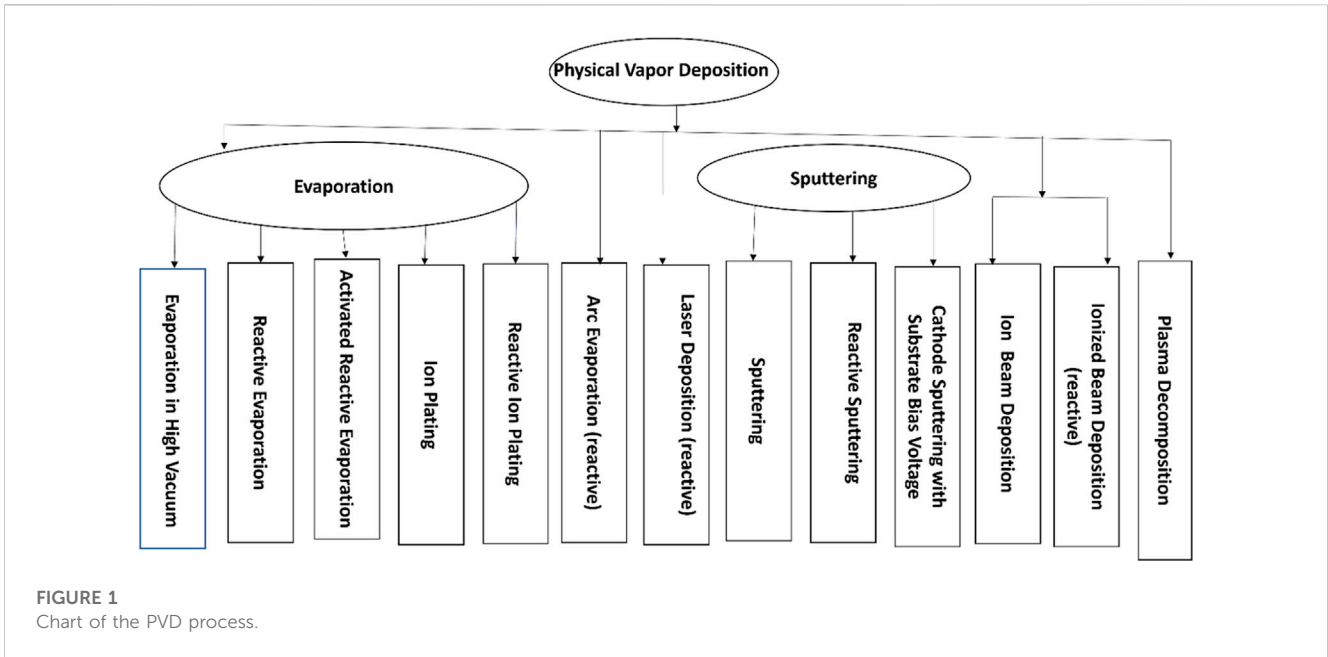 Physical Vapor Deposition
Evaporation
Sputtering
Evaporation in High Vacuum
Reactive Evaporation
Activated Reactive Evaporation
Ion Plating
Reactive Ion Plating
Arc Evaporation (reactive)
Laser Deposition (reactive)
Sputtering
Reactive Sputtering
Cathode Sputtering with
Substrate Bias Voltage
Ion Beam Deposition
Ionized Beam Deposition
(reactive)
Plasma Decomposition
FIGURE 1
Chart of the PVD process.